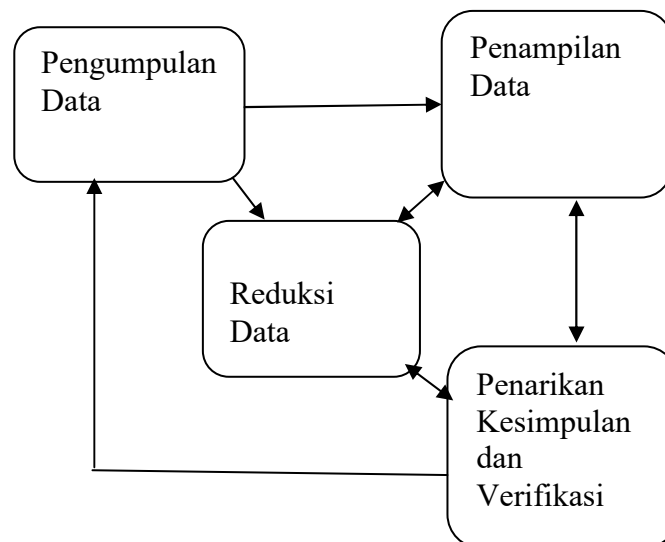 Pengumpulan
Data
Penampilan
Data
Reduksi
Data
Penarikan
Kesimpulan
dan
Verifikasi